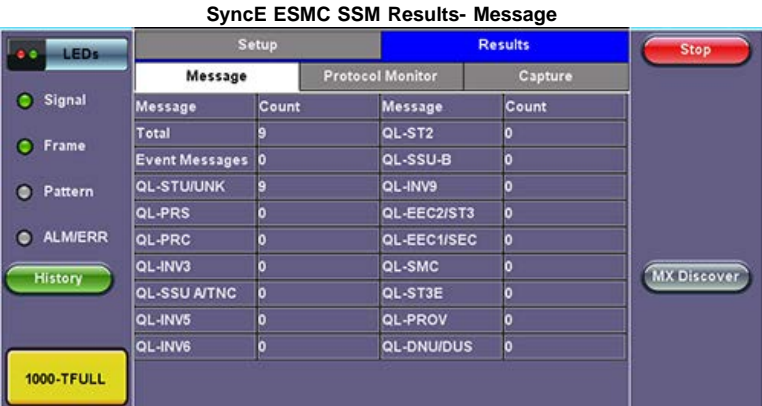 SyncE ESMC SSM Results- Message
LEDs
Setup
Results
Stop
Message
Protocol Monitor
Capture
Signal
Frame
Pattern
ALM/ERR
History
1000-TFULL
Message Count Message Count
Total 9 QL-ST2 0
Event Messages 0 QL-SSU-B 0
QL-STU/UNK 9 QL-INV9 0
QL-PRS 0 QL-EEC2/ST3 0
QL-PRC 0 QL-EEC1/SEC 0
QL-INV3 0 QL-SMC 0
QL-SSU A/TNC 0 QL-ST3E 0
QL-INV5 0 QL-PROV 0
QL-INV6 0 QL-DNU/DUS 0
MX Discover